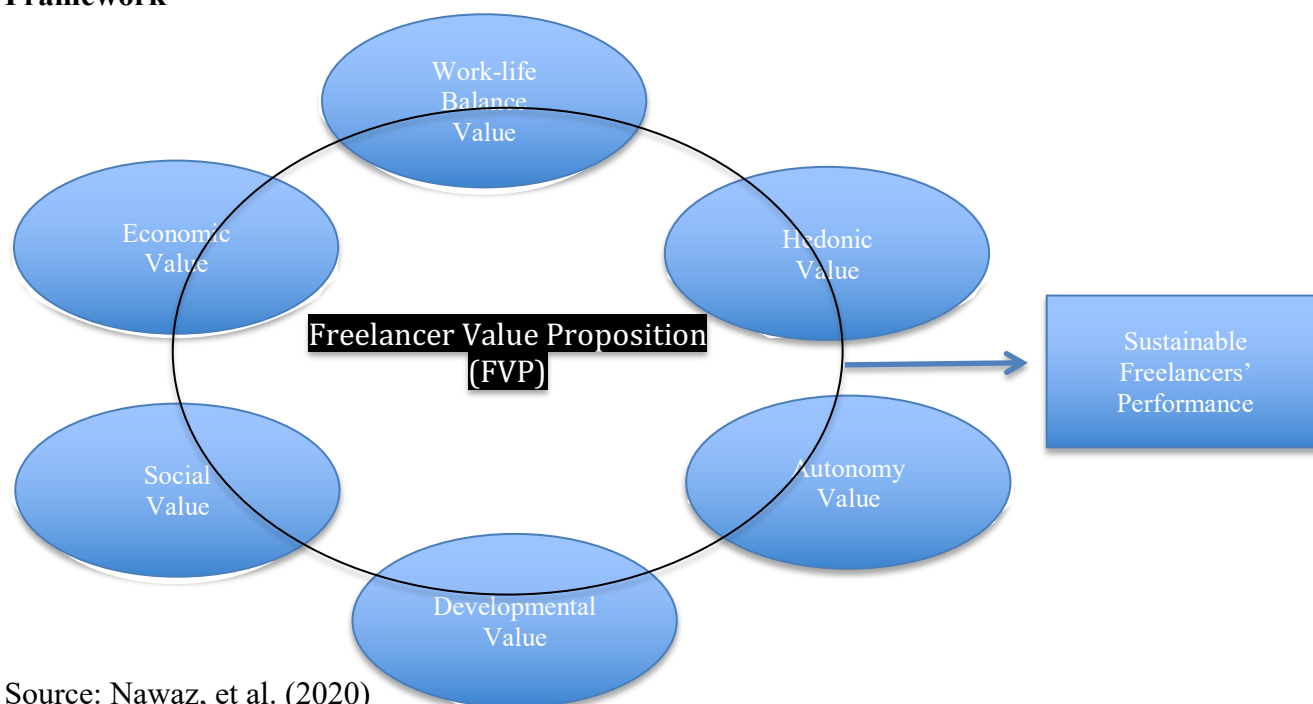 Framework
Work-life
Balance
Value
Economic
Value
Hedonic
Value
Freelancer Value Proposition
(FVP)
Sustainable
Freelancers’
Performance
Social
Value
Autonomy
Value
Developmental
Value
Source: Nawaz, et al. (2020)